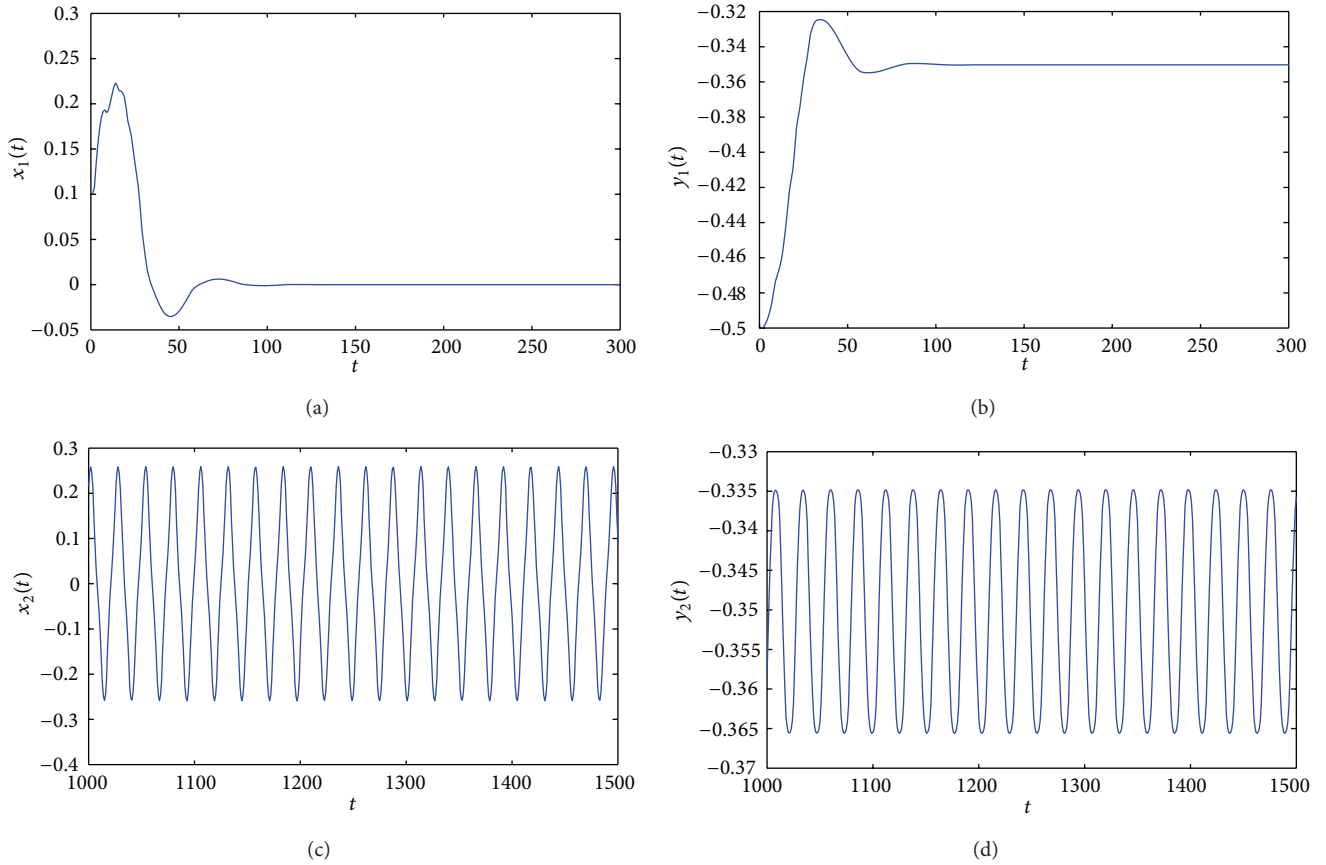 0.3
0.25
0.2
0.15
0.1
0.05
0
−0.05
x₁(t)
0 50 100 150 200 250 300
t
(a)
−0.32
−0.34
−0.36
−0.38
−0.4
−0.42
−0.44
−0.46
−0.48
−0.5
y₁(t)
0 50 100 150 200 250 300
t
(b)
0.3
0.2
0.1
0
−0.1
−0.2
−0.3
−0.4
x₂(t)
1000 1100 1200 1300 1400 1500
t
(c)
−0.33
−0.335
−0.34
−0.345
−0.35
−0.355
−0.36
−0.365
−0.37
y₂(t)
1000 1100 1200 1300 1400 1500
t
(d)